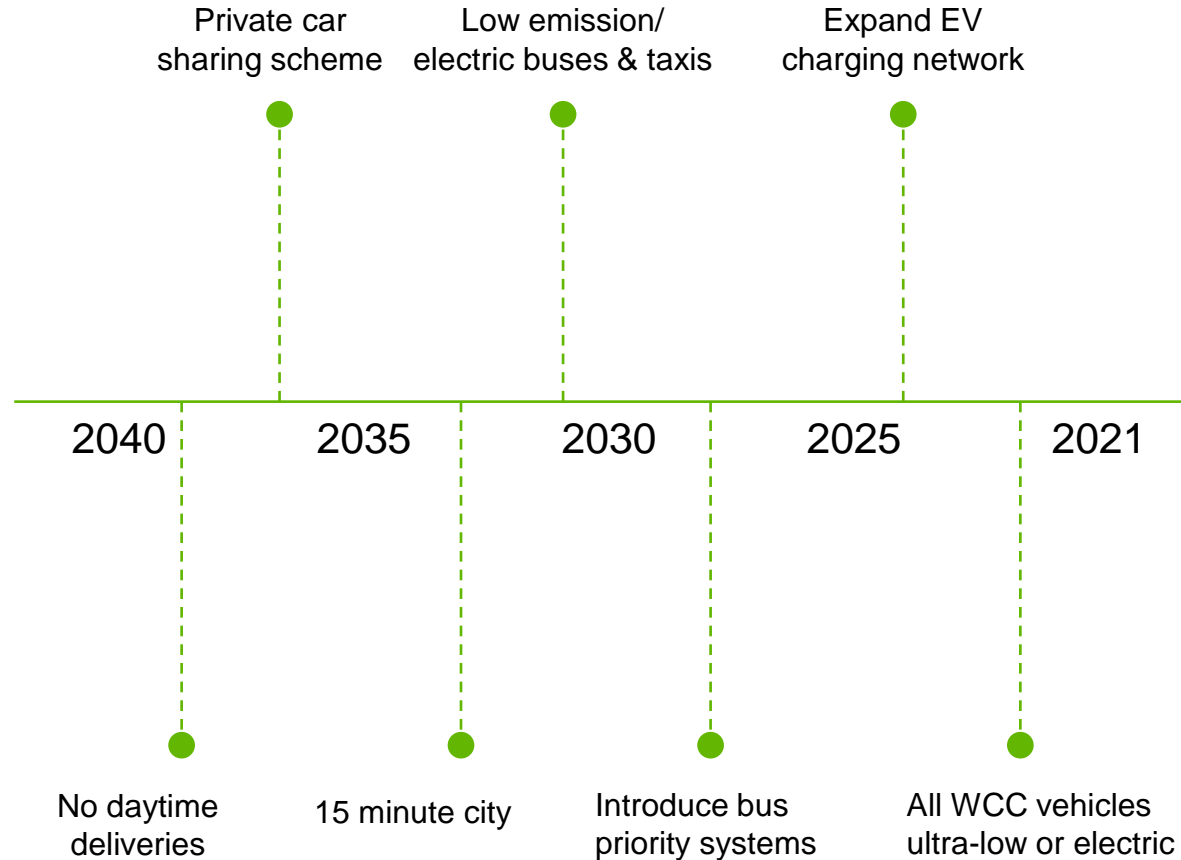 Private car
sharing scheme
Low emission/
electric buses & taxis
Expand EV
charging network
2040
2035
2030
2025
2021
No daytime
deliveries
15 minute city
Introduce bus
priority systems
All WCC vehicles
ultra-low or electric